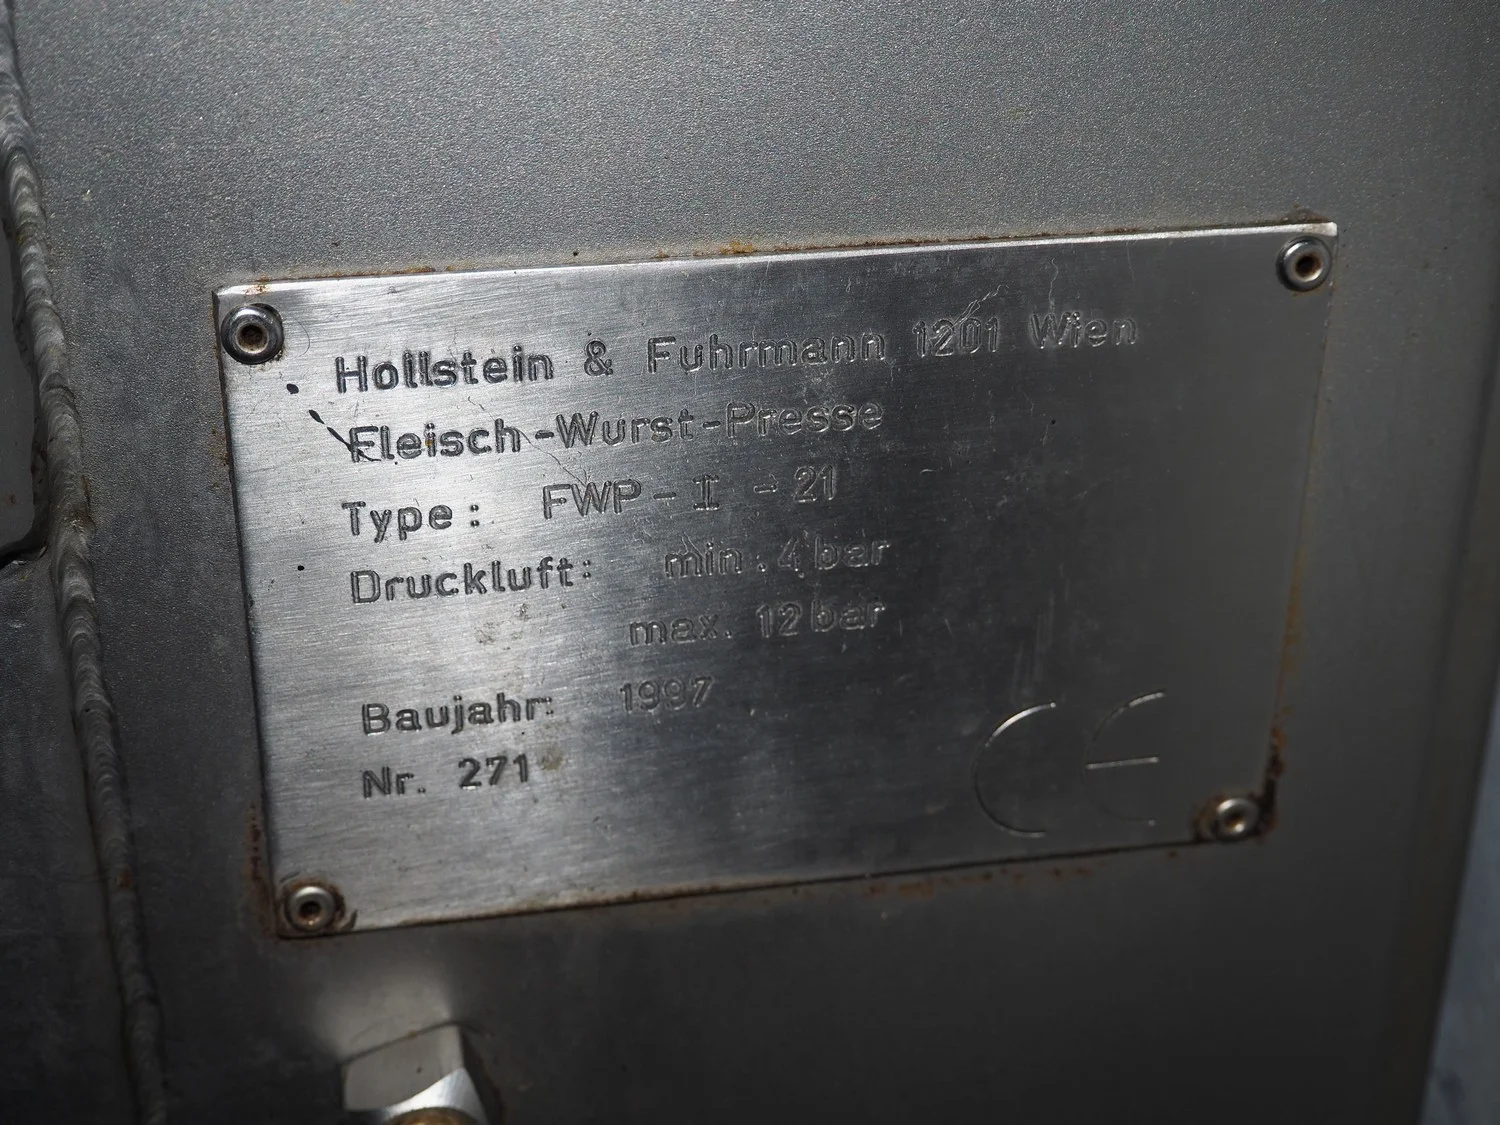 Hollstein & Fuhrmann 1201 Wien
Fleisch-Wurst-Presse
Type: FWP - I - 21
Druckluft: min. 4 bar
max. 12 bar
Baujahr: 1997
Nr. 271
CE